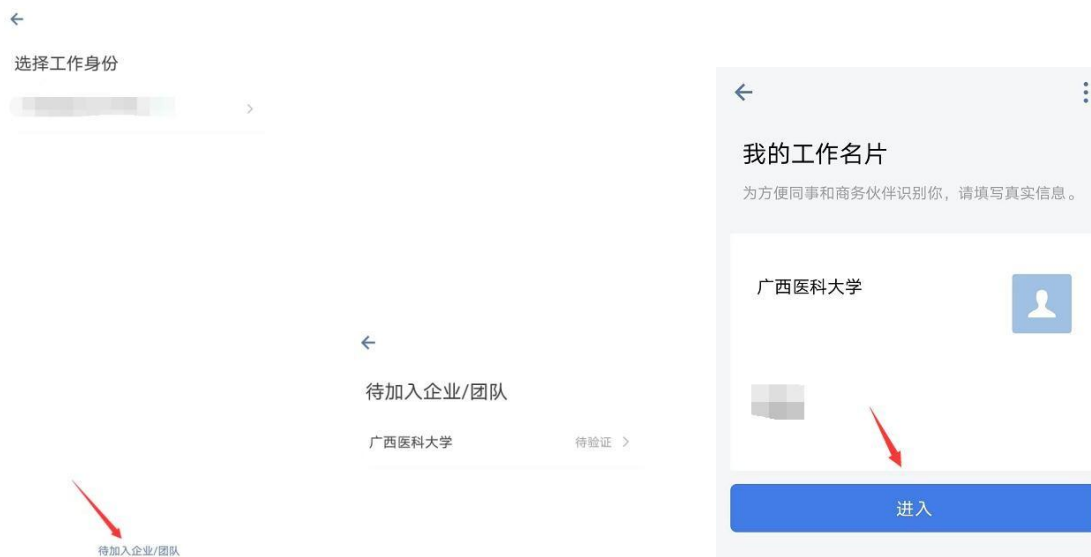 选择工作身份
待加入企业/团队
待加入企业/团队
广西医科大学 待验证
我的工作名片
为方便同事和商务伙伴识别你，请填写真实信息。
广西医科大学
进入